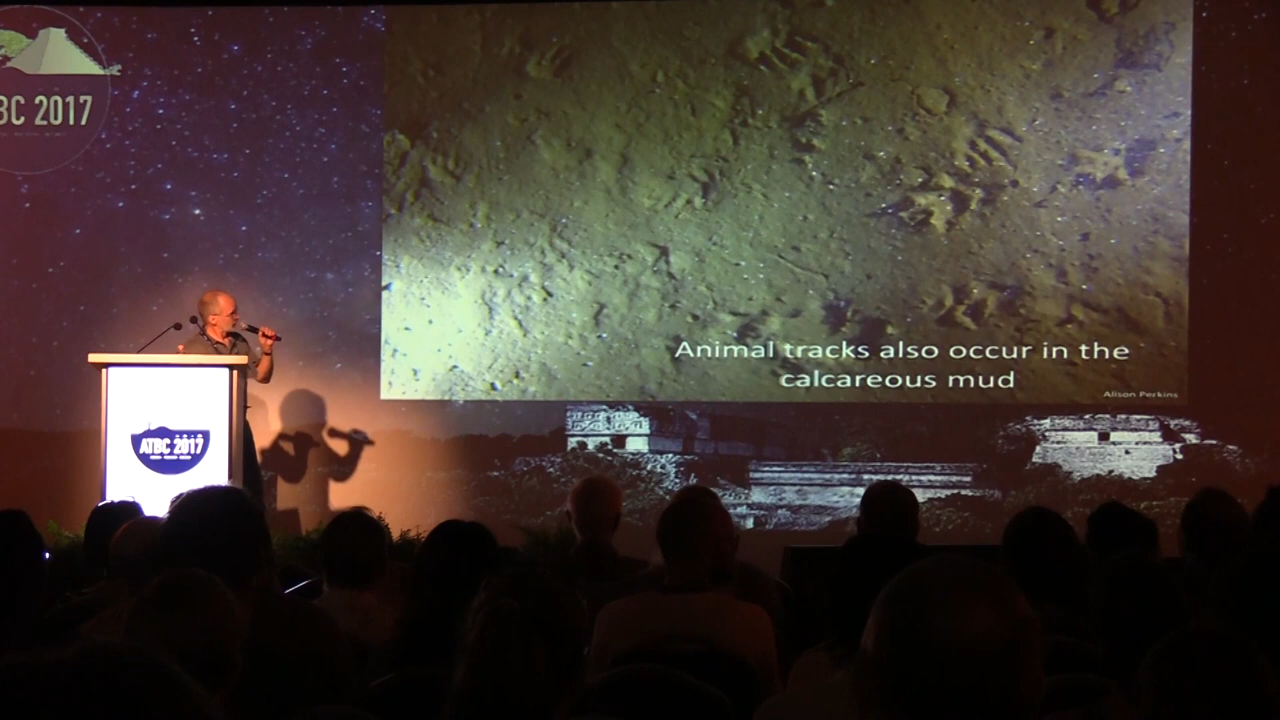 BC 2017
Animal tracks also occur in the
calcareous mud
Alison Perkins
ATBC 2017